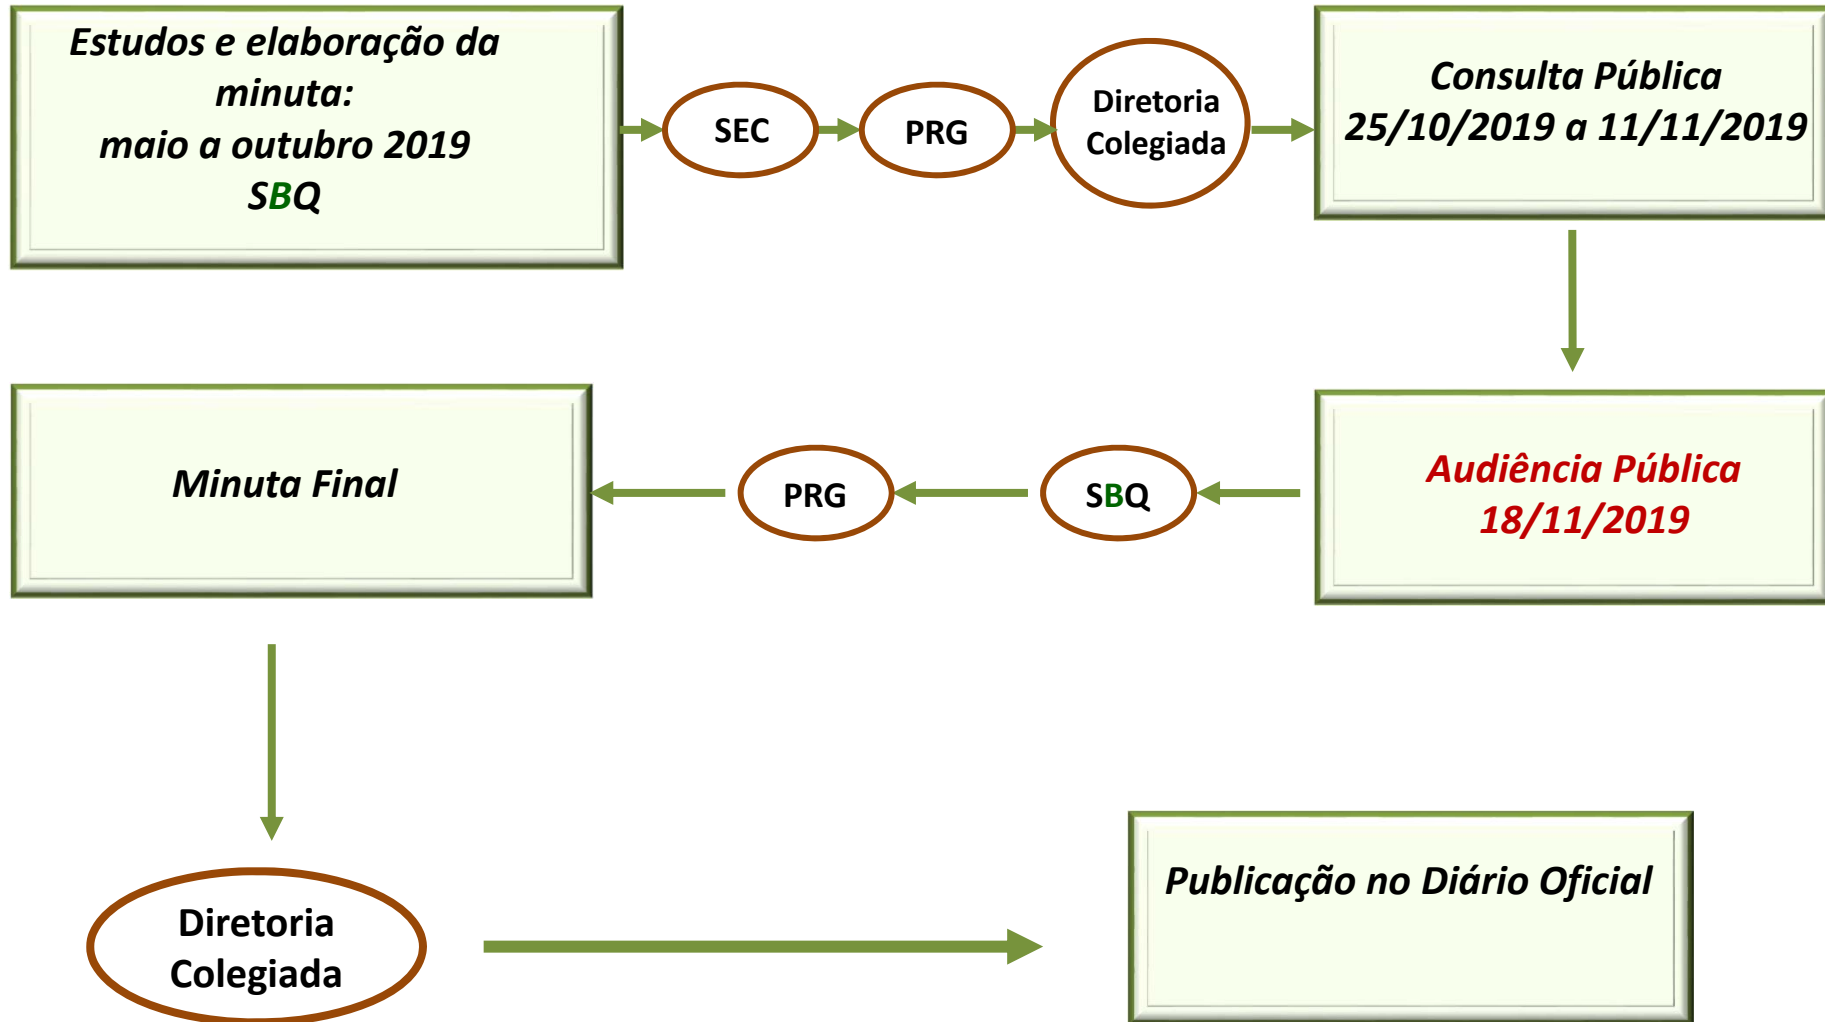 Estudos e elaboração da
minuta:
maio a outubro 2019
SBQ
SEC
PRG
Diretoria
Colegiada
Consulta Pública
25/10/2019 a 11/11/2019
Audiência Pública
18/11/2019
SBQ
PRG
Minuta Final
Diretoria
Colegiada
Publicação no Diário Oficial